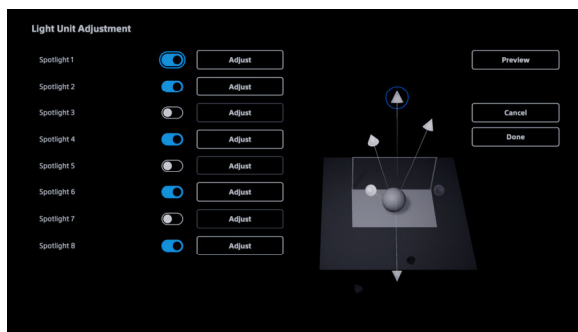 Light Unit Adjustment
Spotlight 1 Adjust Preview
Spotlight 2 Adjust
Spotlight 3 Adjust Cancel
Spotlight 4 Adjust Done
Spotlight 5 Adjust
Spotlight 6 Adjust
Spotlight 7 Adjust
Spotlight 8 Adjust